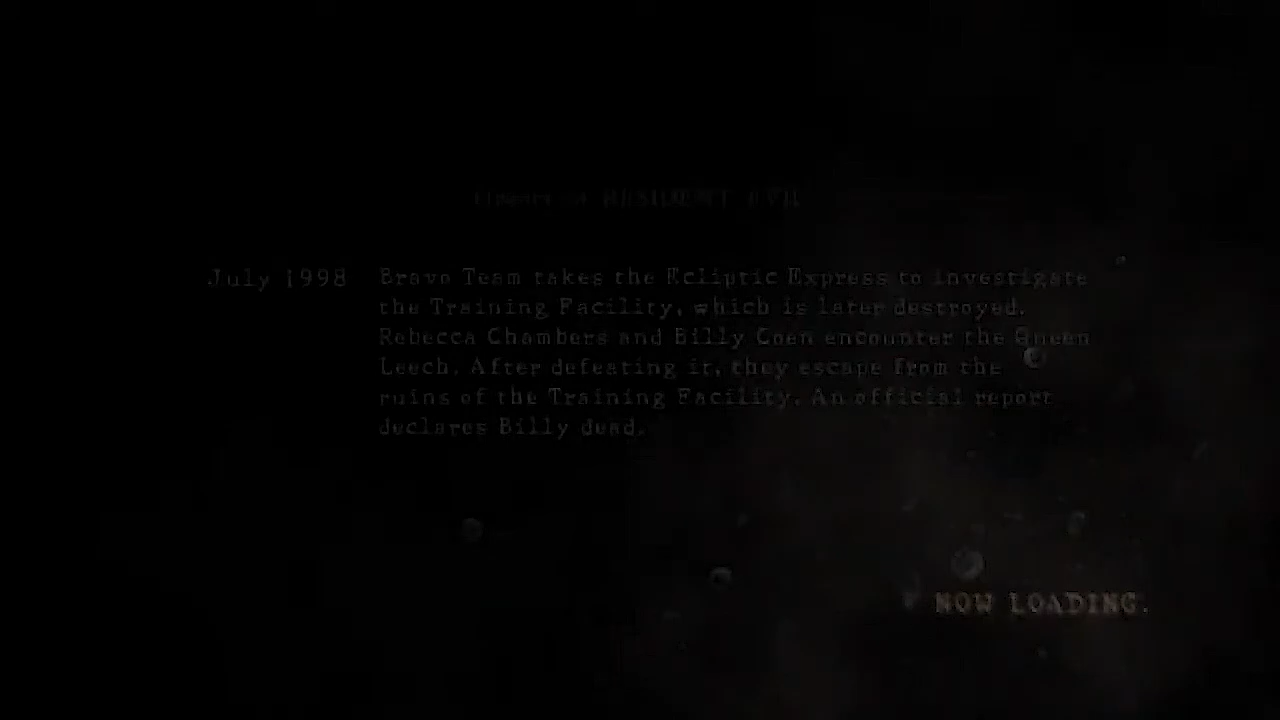 History of RESIDENT EVIL
July 1998 Bravo Team takes the Ecliptic Express to investigate
the Training Facility, which is later destroyed.
Rebecca Chambers and Billy Coen encounter the Queen
Leech. After defeating it, they escape from the
ruins of the Training Facility. An official report
declares Billy dead.
NOW LOADING.